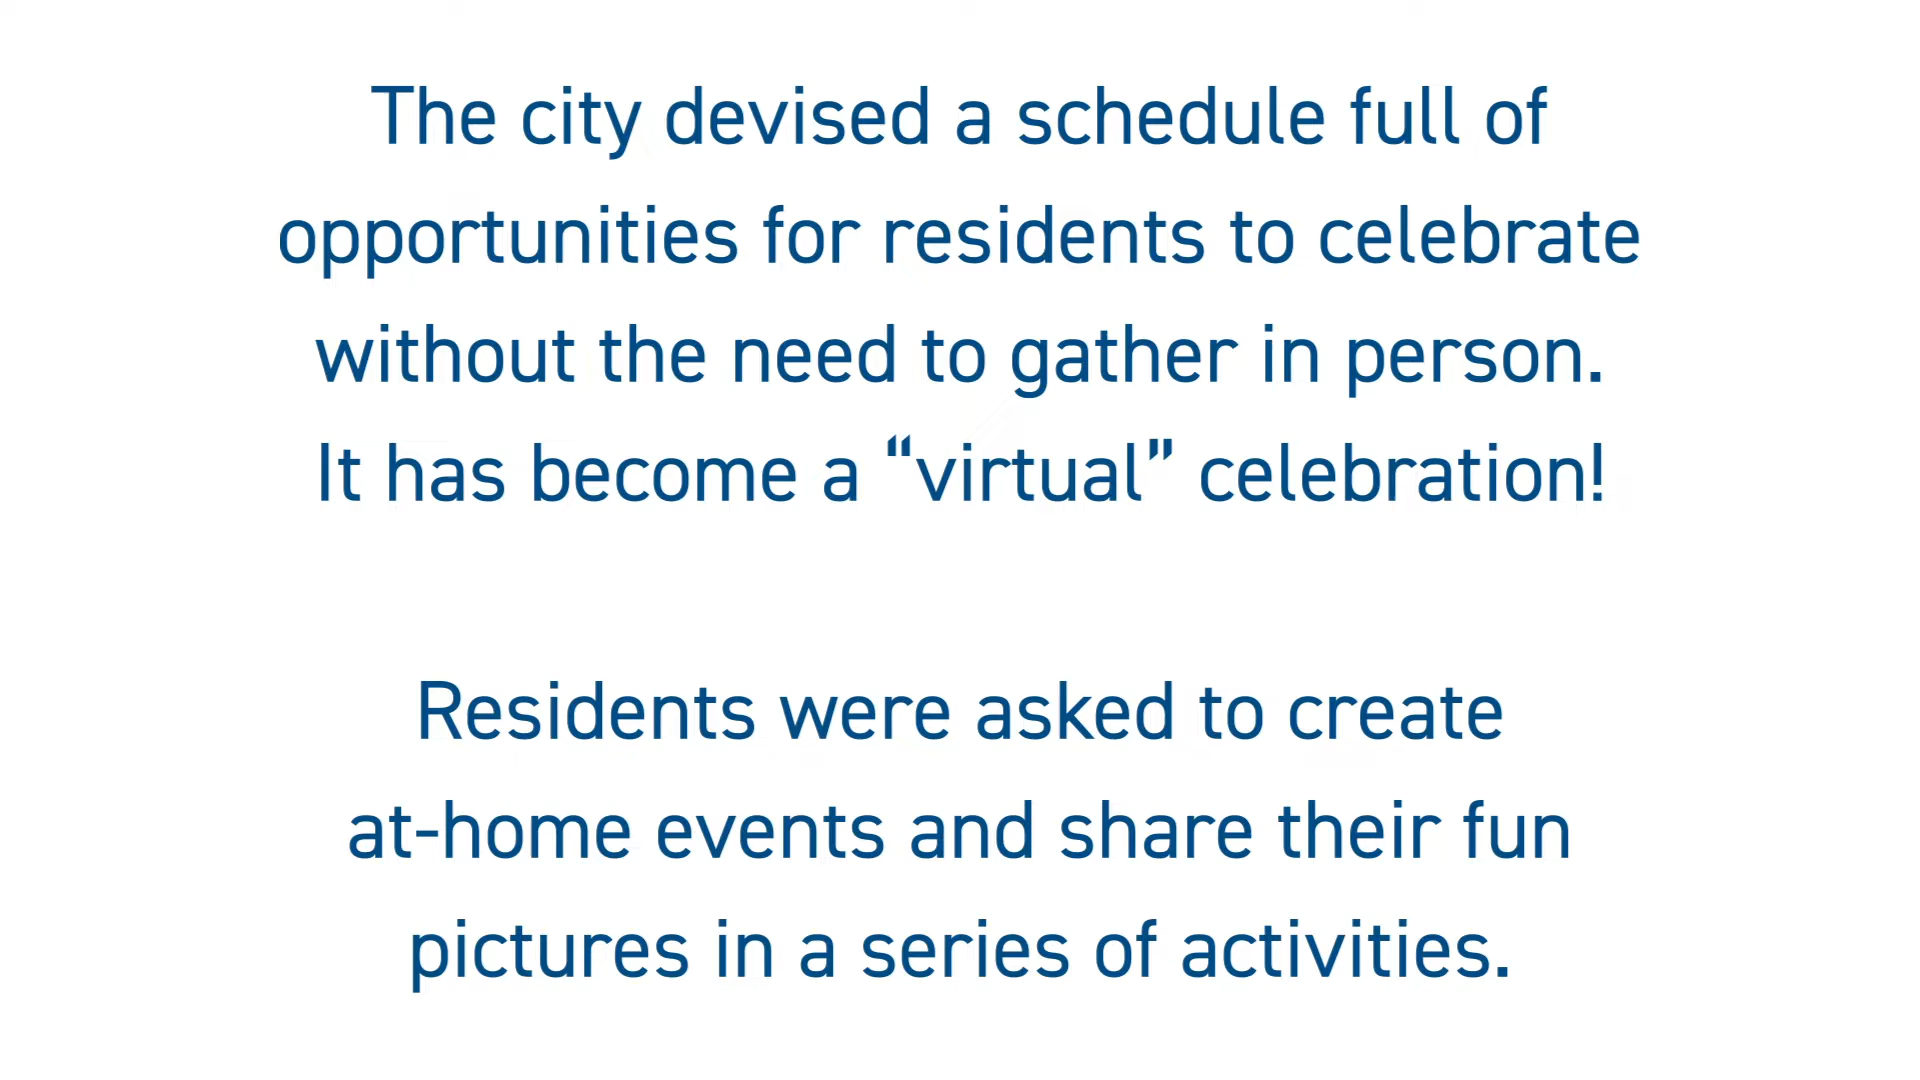 The city devised a schedule full of
opportunities for residents to celebrate
without the need to gather in person.
It has become a “virtual” celebration!
Residents were asked to create
at-home events and share their fun
pictures in a series of activities.